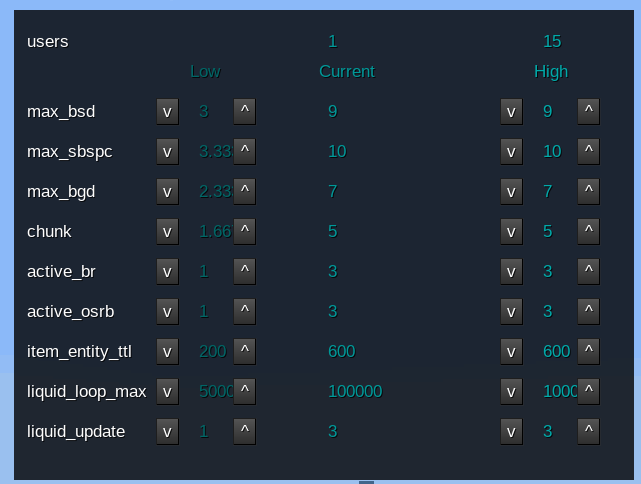 users 1 15
Low Current High
max_bsd v 3 ^ 9 v 9 ^
max_sbspc v 3.33 ^ 10 v 10 ^
max_bgd v 2.33 ^ 7 v 7 ^
chunk v 1.66 ^ 5 v 5 ^
active_br v 1 ^ 3 v 3 ^
active_osrb v 1 ^ 3 v 3 ^
item_entity_ttl v 200 ^ 600 v 600 ^
liquid_loop_max v 5000 ^ 100000 v 1000 ^
liquid_update v 1 ^ 3 v 3 ^